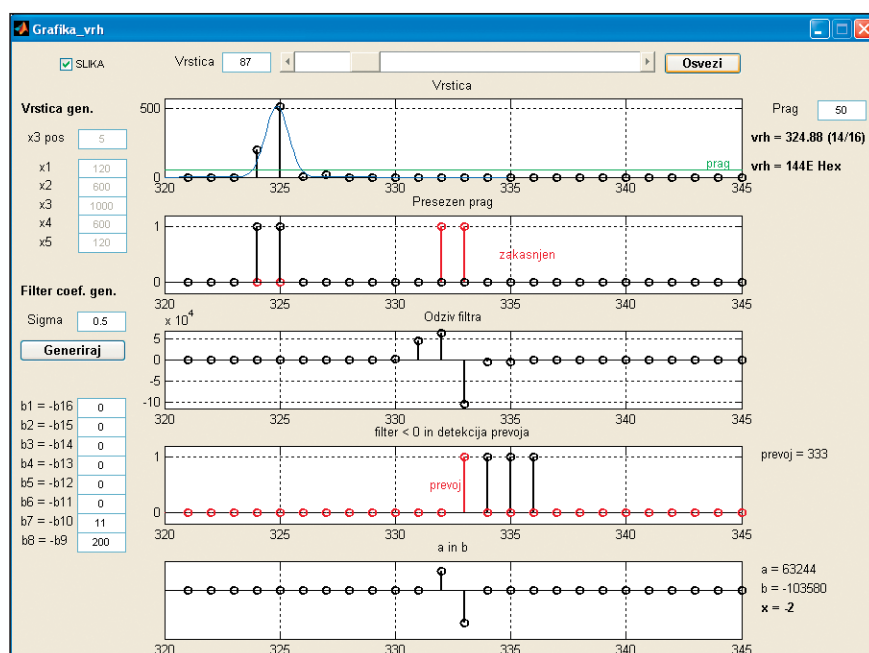 Grafika_vrh
SLIKA
Vrstica 87
Osvezi
Vrstica
Vrstica gen.
x3 pos 5
x1 120
x2 600
x3 1000
x4 600
x5 120
Filter coef. gen.
Sigma 0.5
Generiraj
b1 = -b16 0
b2 = -b15 0
b3 = -b14 0
b4 = -b13 0
b5 = -b12 0
b6 = -b11 0
b7 = -b10 11
b8 = -b9 200
500
0
prag
320 325 330 335 340 345
Presezen prag
1
0
zakasnjen
320 325 330 335 340 345
x 10^4
Odziv filtra
5
0
-5
-10
320 325 330 335 340 345
filter < 0 in detekcija prevoja
1
0
prevoj
320 325 330 335 340 345
a in b
320 325 330 335 340 345
Prag 50
vrh = 324.88 (14/16)
vrh = 144E Hex
prevoj = 333
a = 63244
b = -103580
x = -2